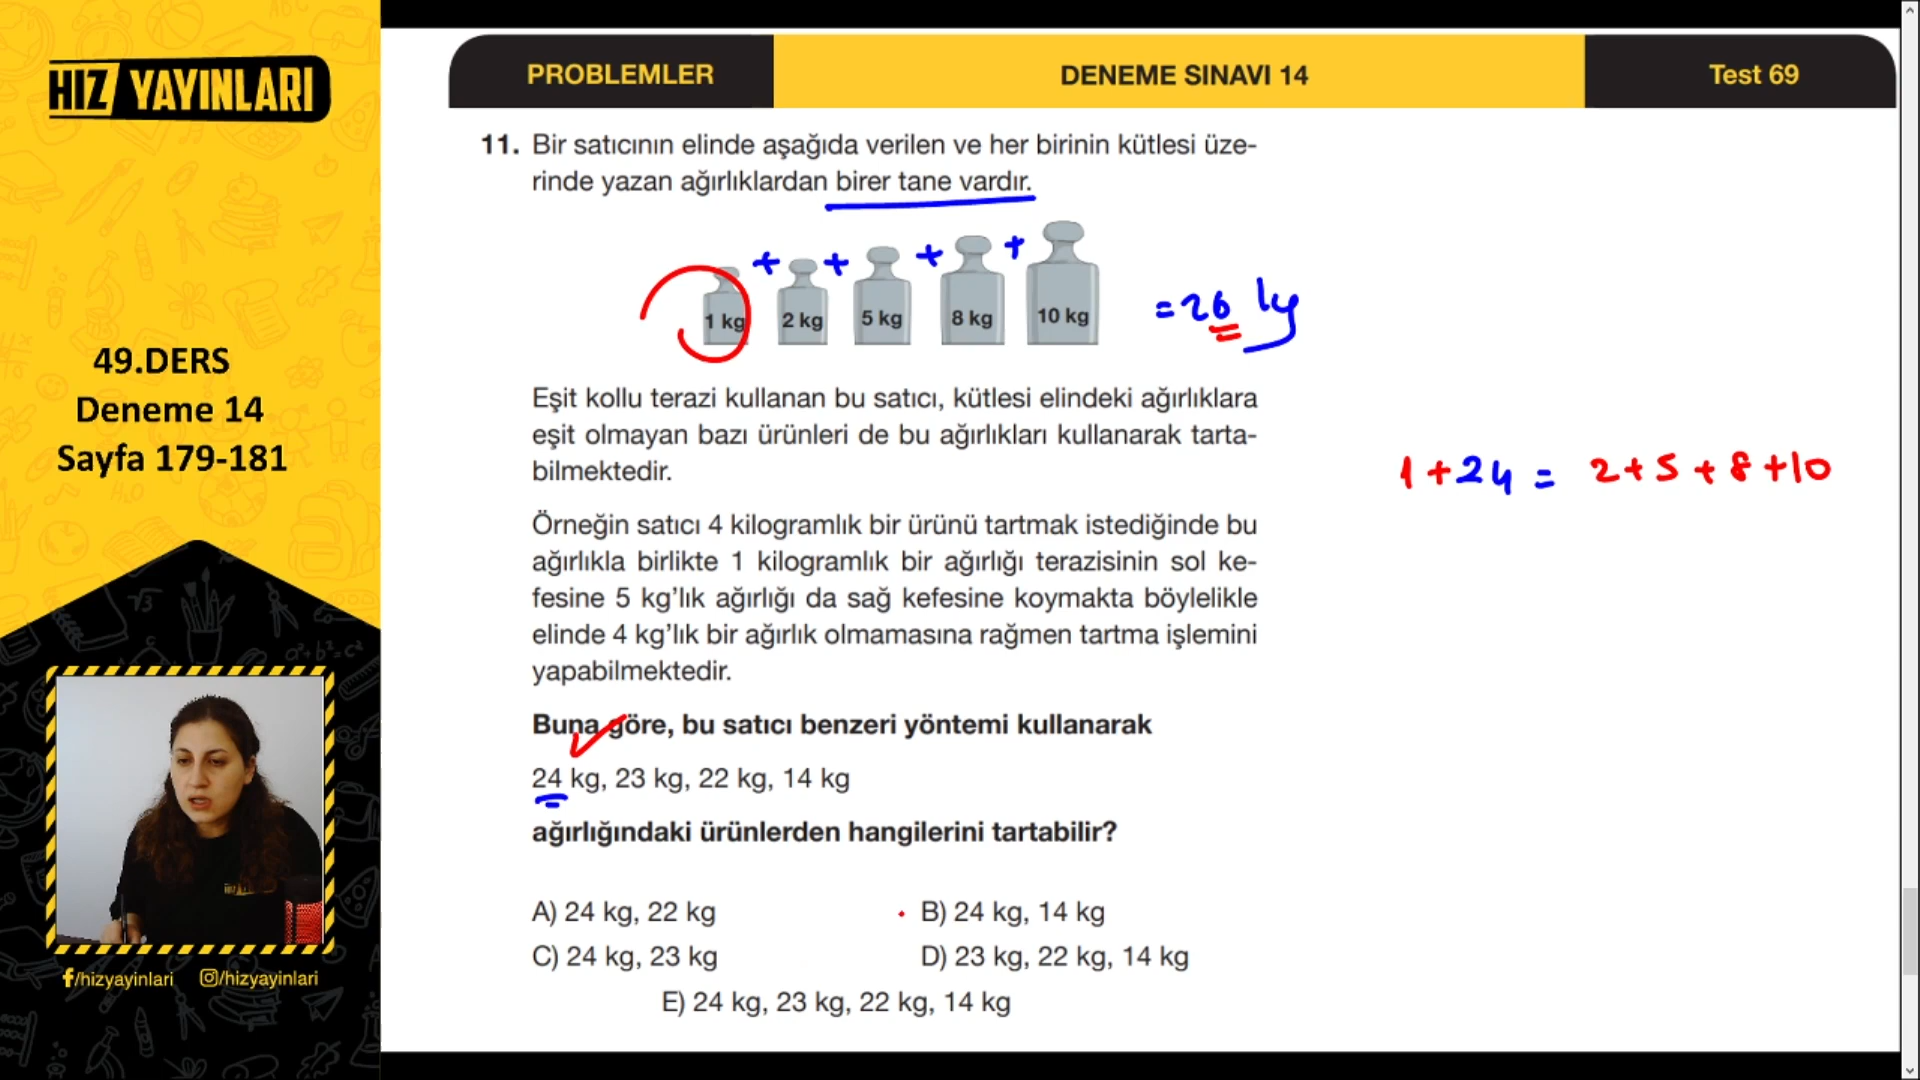 HIZ YAYINLARI
49.DERS
Deneme 14
Sayfa 179-181
f/hizyayinlari /hizyayinlari
PROBLEMLER DENEME SINAVI 14 Test 69
11. Bir satıcının elinde aşağıda verilen ve her birinin kütlesi üze-
rinde yazan ağırlıklardan birer tane vardır.
+ + + +
1 kg 2 kg 5 kg 8 kg 10 kg = 26
Eşit kollu terazi kullanan bu satıcı, kütlesi elindeki ağırlıklara
eşit olmayan bazı ürünleri de bu ağırlıkları kullanarak tarta-
bilmektedir.
1 + 24 = 2 + 5 + 8 + 10
Örneğin satıcı 4 kilogramlık bir ürünü tartmak istediğinde bu
ağırlıkla birlikte 1 kilogramlık bir ağırlığı terazisinin sol ke-
fesine 5 kg'lık ağırlığı da sağ kefesine koymakta böylelikle
elinde 4 kg'lık bir ağırlık olmamasına rağmen tartma işlemini
yapabilmektedir.
Buna göre, bu satıcı benzeri yöntemi kullanarak
24 kg, 23 kg, 22 kg, 14 kg
ağırlığındaki ürünlerden hangilerini tartabilir?
A) 24 kg, 22 kg B) 24 kg, 14 kg
C) 24 kg, 23 kg D) 23 kg, 22 kg, 14 kg
E) 24 kg, 23 kg, 22 kg, 14 kg